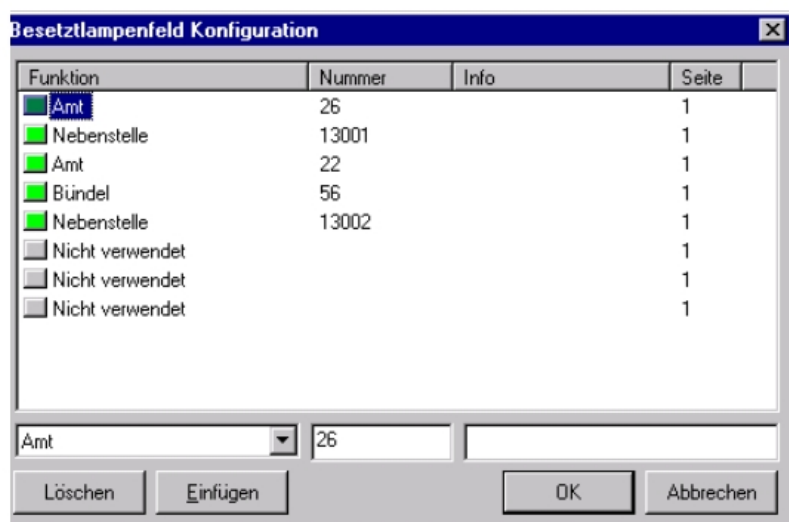 Besetztlampenfeld Konfiguration
Funktion Nummer Info Seite
Amt 26 1
Nebenstelle 13001 1
Amt 22 1
Bündel 56 1
Nebenstelle 13002 1
Nicht verwendet 1
Nicht verwendet 1
Nicht verwendet 1
Amt 26
Löschen Einfügen OK Abbrechen